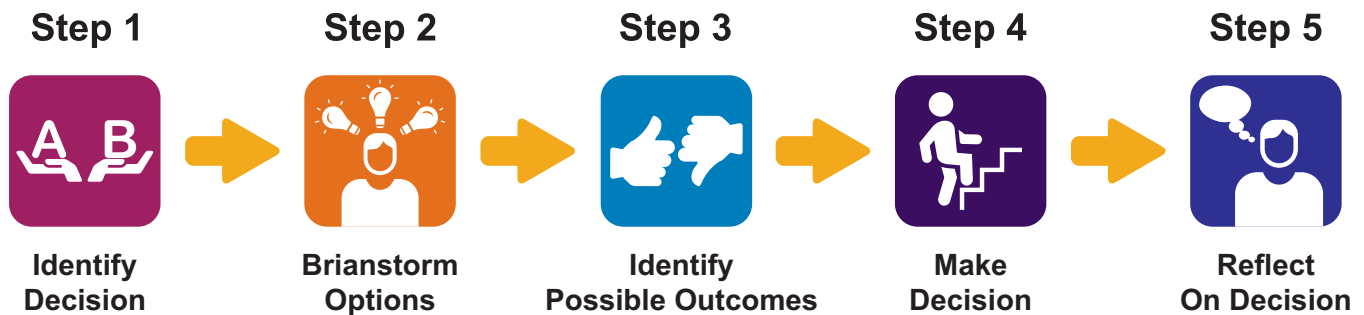 Step 1
Step 2
Step 3
Step 4
Step 5
A B
Identify
Decision
Brianstorm
Options
Identify
Possible Outcomes
Make
Decision
Reflect
On Decision